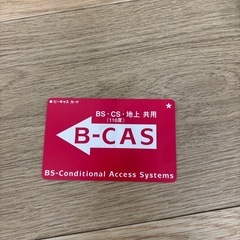 ビーキャス カード
★
BS・CS・地上 共用
(110度)
B-CAS
BS-Conditional Access Systems